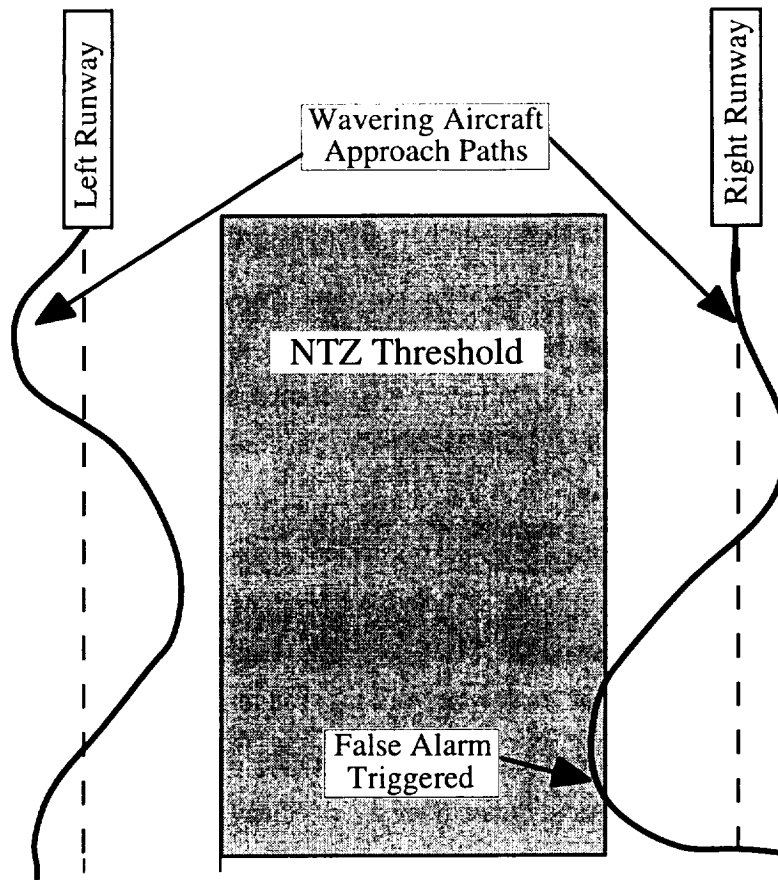 Left Runway
Wavering Aircraft
Approach Paths
Right Runway
NTZ Threshold
False Alarm
Triggered